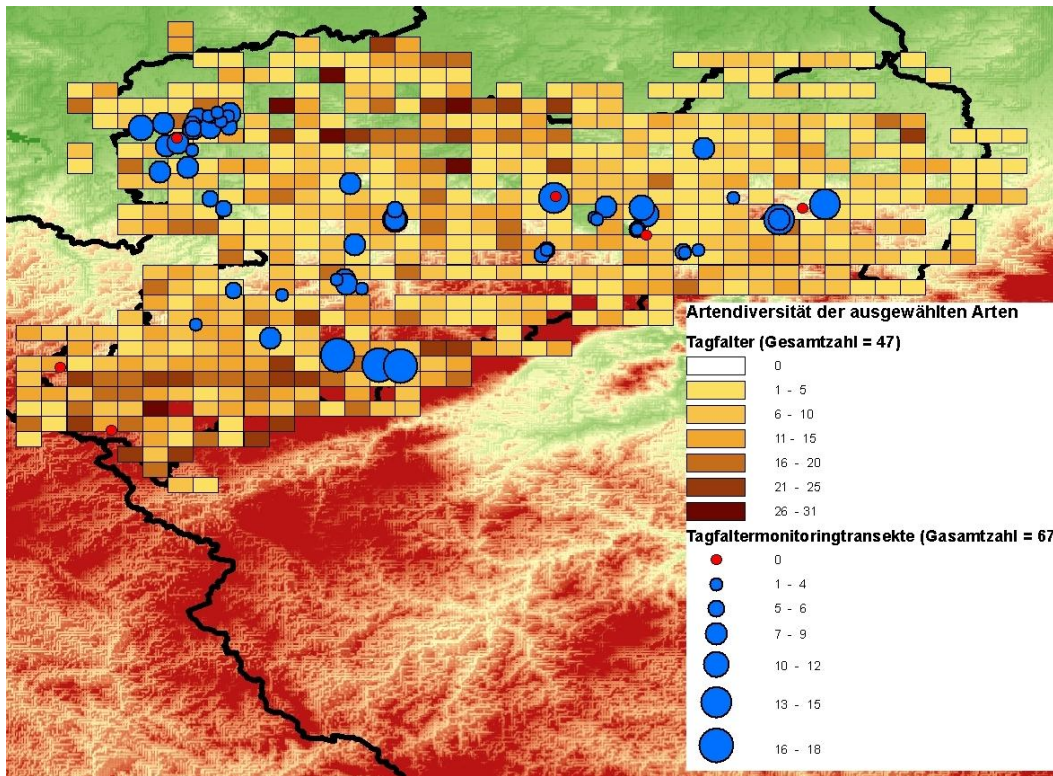 Artendiversität der ausgewählten Arten
Tagfalter (Gesamtzahl = 47)
0
1 - 5
6 - 10
11 - 15
16 - 20
21 - 25
26 - 31
Tagfaltermonitoringtransekte (Gasamtzahl = 67
0
1 - 4
5 - 6
7 - 9
10 - 12
13 - 15
16 - 18